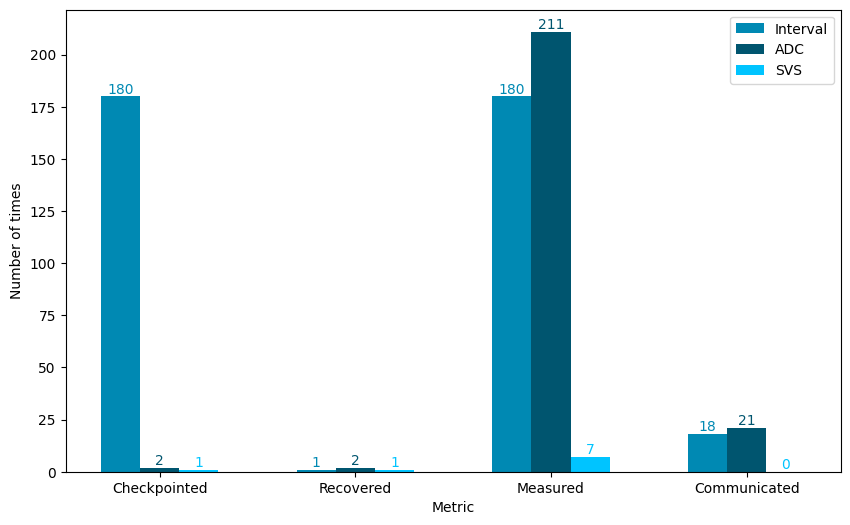 Interval
ADC
SVS
Number of times
200
175
150
125
100
75
50
25
0
180
2
1
1
2
1
180
211
7
18
21
0
Checkpointed
Recovered
Measured
Communicated
Metric